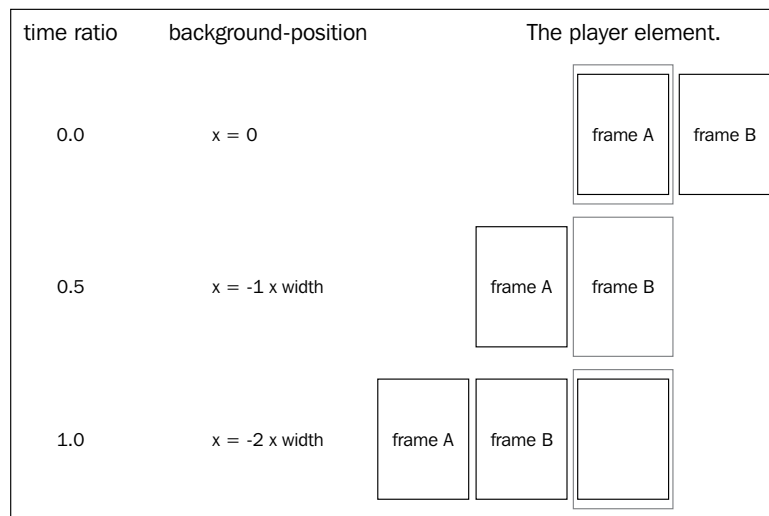 time ratio background-position The player element.
0.0 x = 0 frame A frame B
0.5 x = -1 x width frame A frame B
1.0 x = -2 x width frame A frame B